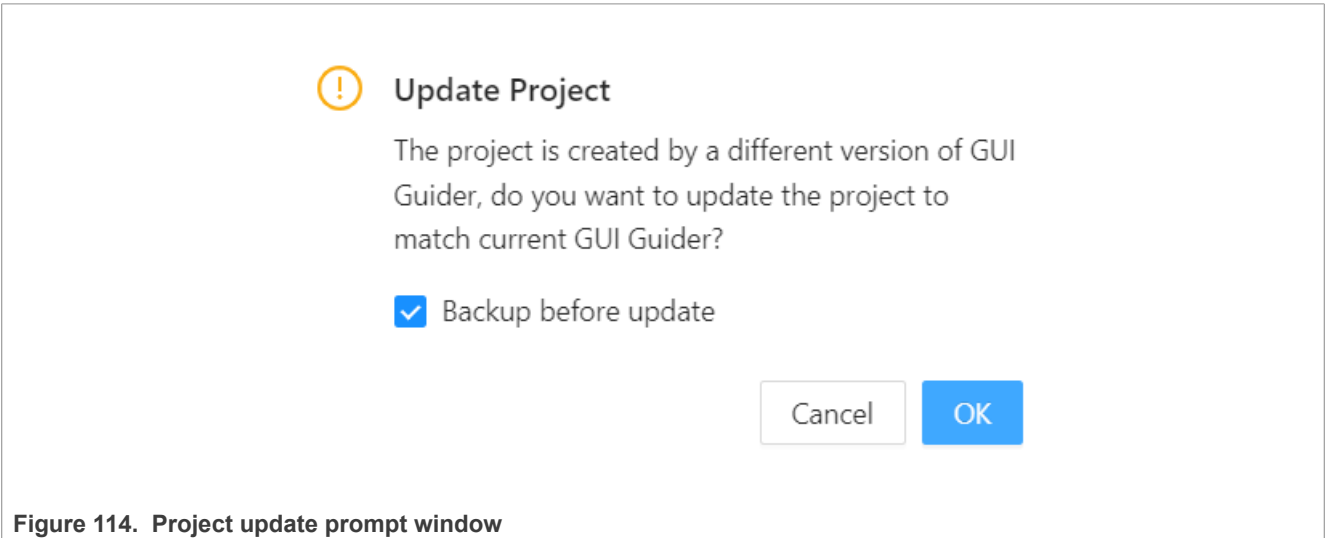 Update Project
The project is created by a different version of GUI
Guider, do you want to update the project to
match current GUI Guider?
Backup before update
Cancel OK
Figure 114. Project update prompt window